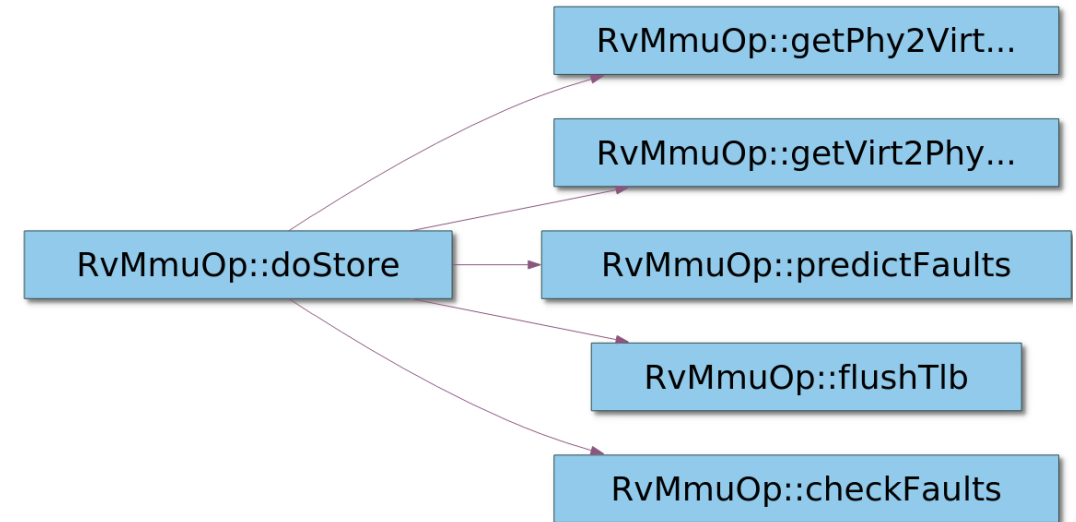 RvMmuOp::getPhy2Virt...
RvMmuOp::getVirt2Phy...
RvMmuOp::doStore
RvMmuOp::predictFaults
RvMmuOp::flushTlb
RvMmuOp::checkFaults